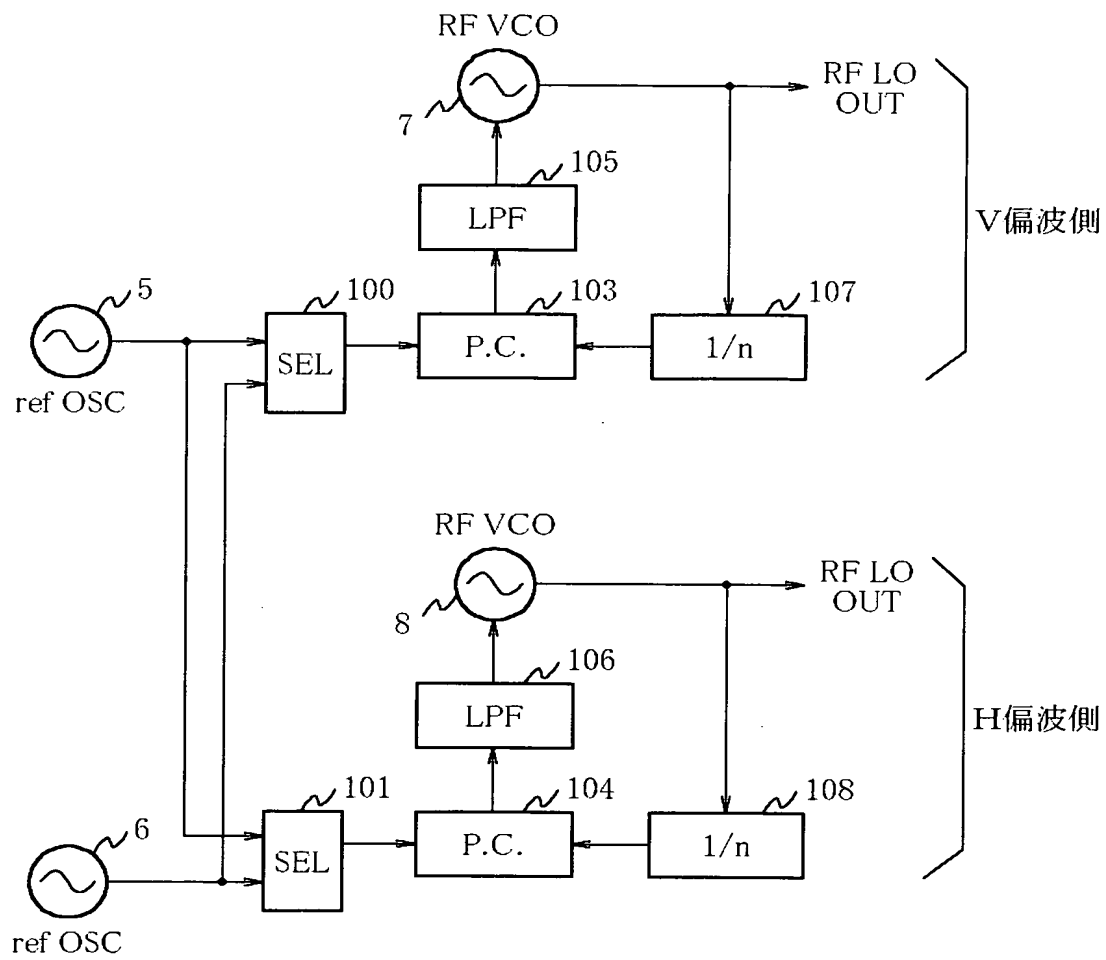 RF VCO
RF LO
OUT
7
105
LPF
V偏波側
5
100
103
107
SEL
P.C.
1/n
ref OSC
RF VCO
RF LO
OUT
8
106
LPF
H偏波側
101
104
108
6
SEL
P.C.
1/n
ref OSC